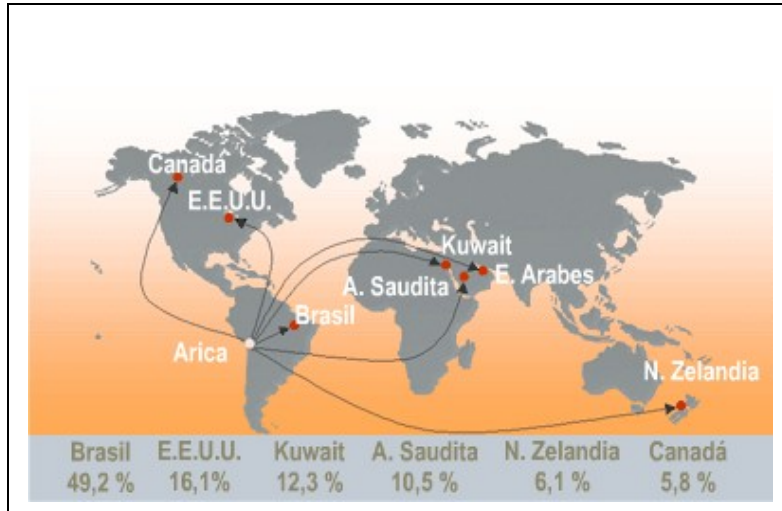 Canadá
E.E.U.U.
Kuwait
E. Arabes
A. Saudita
Brasil
Arica
N. Zelandia
Brasil E.E.U.U. Kuwait A. Saudita N. Zelandia Canadá
49,2 % 16,1% 12,3 % 10,5 % 6,1 % 5,8 %